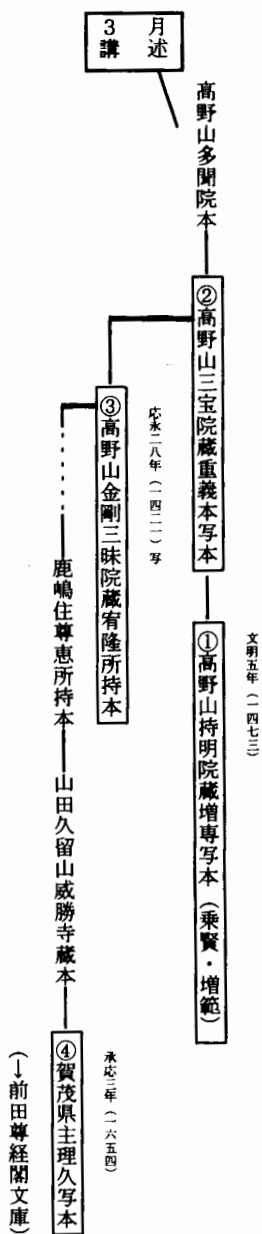 3月
講述
高野山多聞院本
②高野山三宝院蔵重義本写本
文明五年（一四七三）
①高野山持明院蔵増専写本（乗賢・増範）
応永二八年（一四二一）写
③高野山金剛三昧院蔵宥隆所持本
鹿嶋住尊恵所持本
山田久留山威勝寺蔵本
承応三年（一六五四）
④賀茂県主理久写本
（→前田尊経閣文庫）